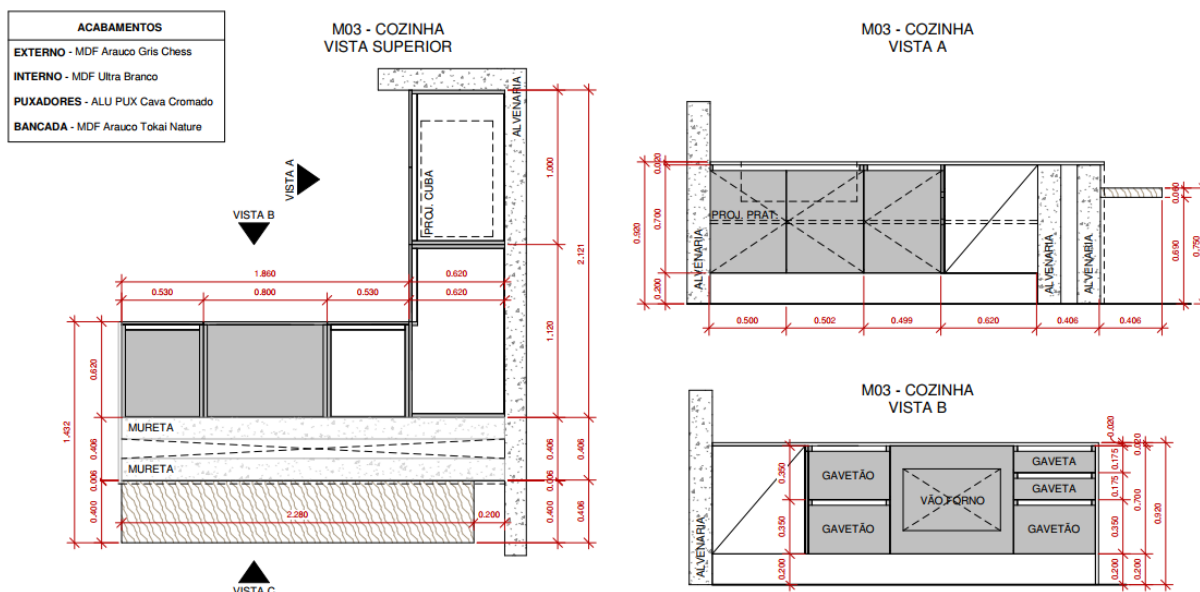 ACABAMENTOS
EXTERNO - MDF Arauco Gris Chess
INTERNO - MDF Ultra Branco
PUXADORES - ALU PUX Cava Cromado
BANCADA - MDF Arauco Tokai Nature
M03 - COZINHA
VISTA SUPERIOR
ALVENARIA
VISTA A
PROJ. CUBA
1.000
2.121
VISTA B
1.860
0.620
0.530
0.800
0.530
0.620
1.120
0.620
1.432
MURETA
0.406
0.406
0.406
MURETA
0.006
0.006
0.400
2.280
0.200
0.400
0.406
VISTA C
M03 - COZINHA
VISTA A
0.020
0.920
0.700
0.200
PROJ. PRAT.
ALVENARIA
ALVENARIA
ALVENARIA
0.060
0.690
0.750
0.500
0.502
0.499
0.620
0.406
0.406
M03 - COZINHA
VISTA B
0.020
0.020
0.350
GAVETÃO
GAVETA
0.175
GAVETA
0.175
VÃO FORNO
0.700
0.920
0.350
GAVETÃO
GAVETÃO
0.350
ALVENARIA
0.200
0.200
0.200